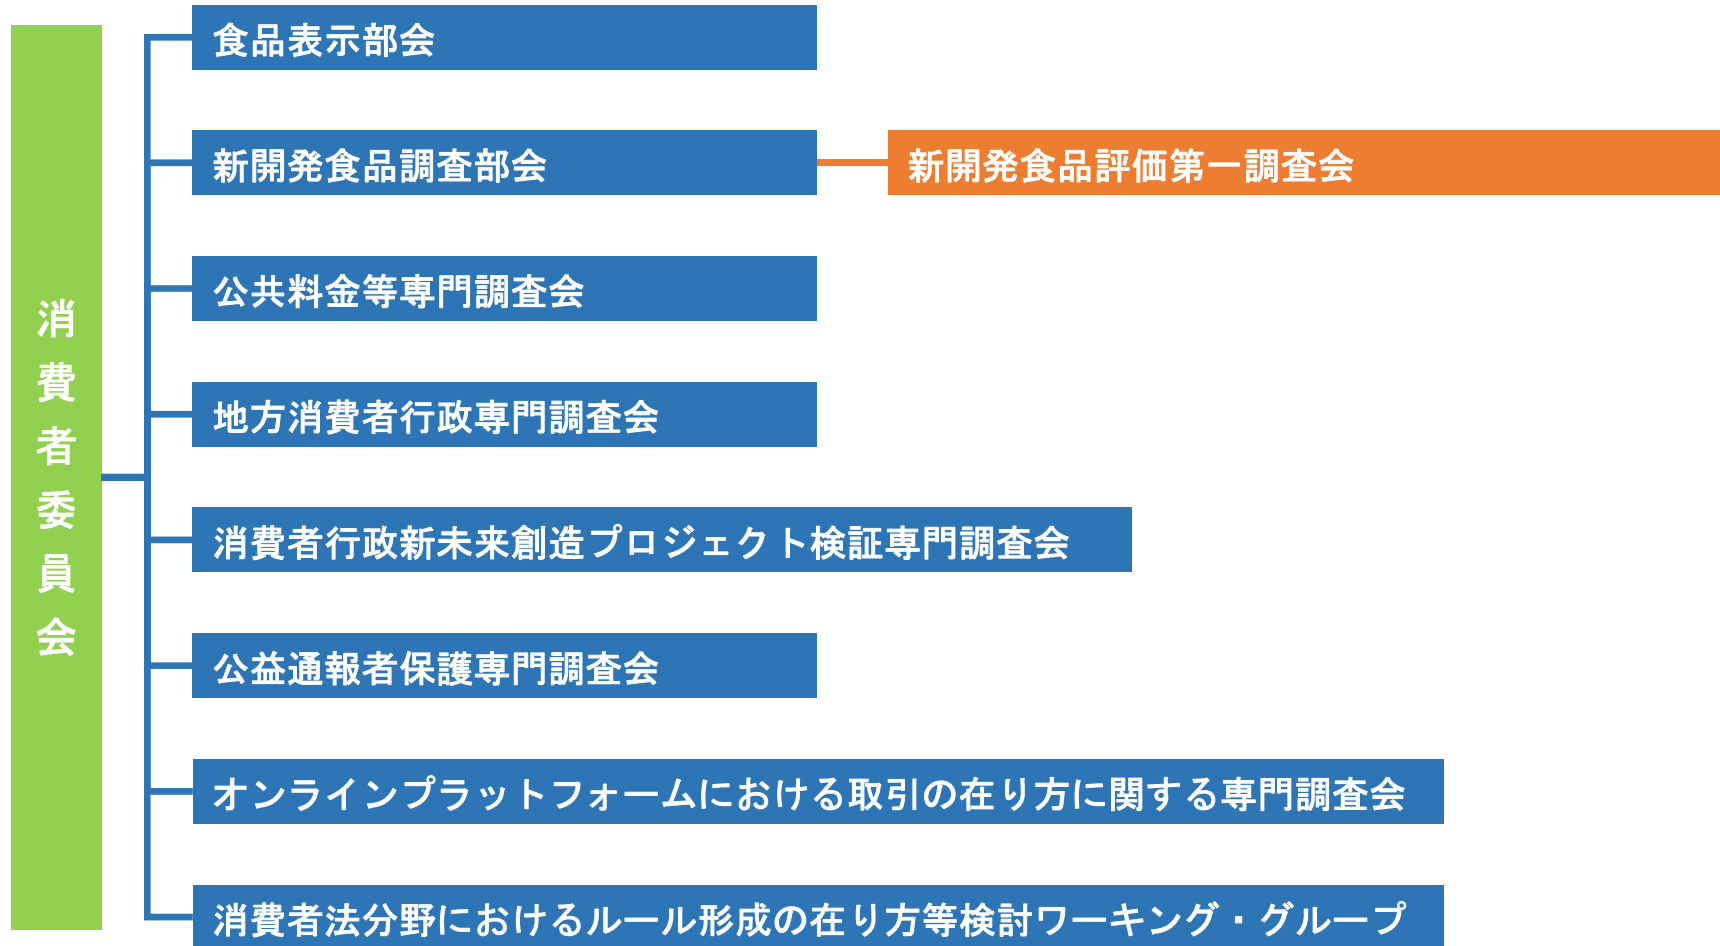 消費者委員会
食品表示部会
新開発食品調査部会
新開発食品評価第一調査会
公共料金等専門調査会
地方消費者行政専門調査会
消費者行政新未来創造プロジェクト検証専門調査会
公益通報者保護専門調査会
オンラインプラットフォームにおける取引の在り方に関する専門調査会
消費者法分野におけるルール形成の在り方等検討ワーキング・グループ